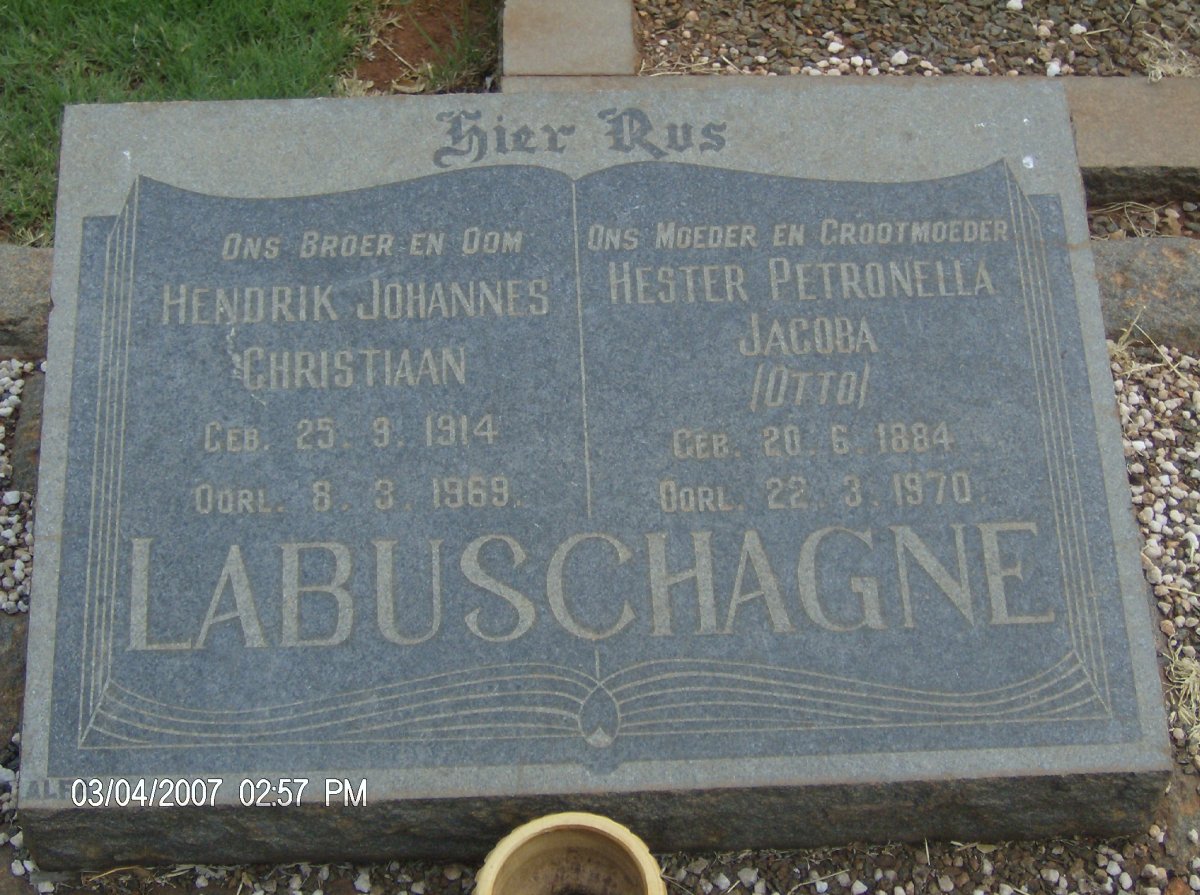 Hier Rus
ONS BROER EN OOM
HENDRIK JOHANNES
CHRISTIAAN
GEB. 25. 9. 1914
OORL. 8. 3. 1969.
ONS MOEDER EN GROOTMOEDER
HESTER PETRONELLA
JACOBA
(OTTO)
GEB. 20. 6. 1884.
OORL. 22. 3. 1970.
LABUSCHAGNE
03/04/2007 02:57 PM